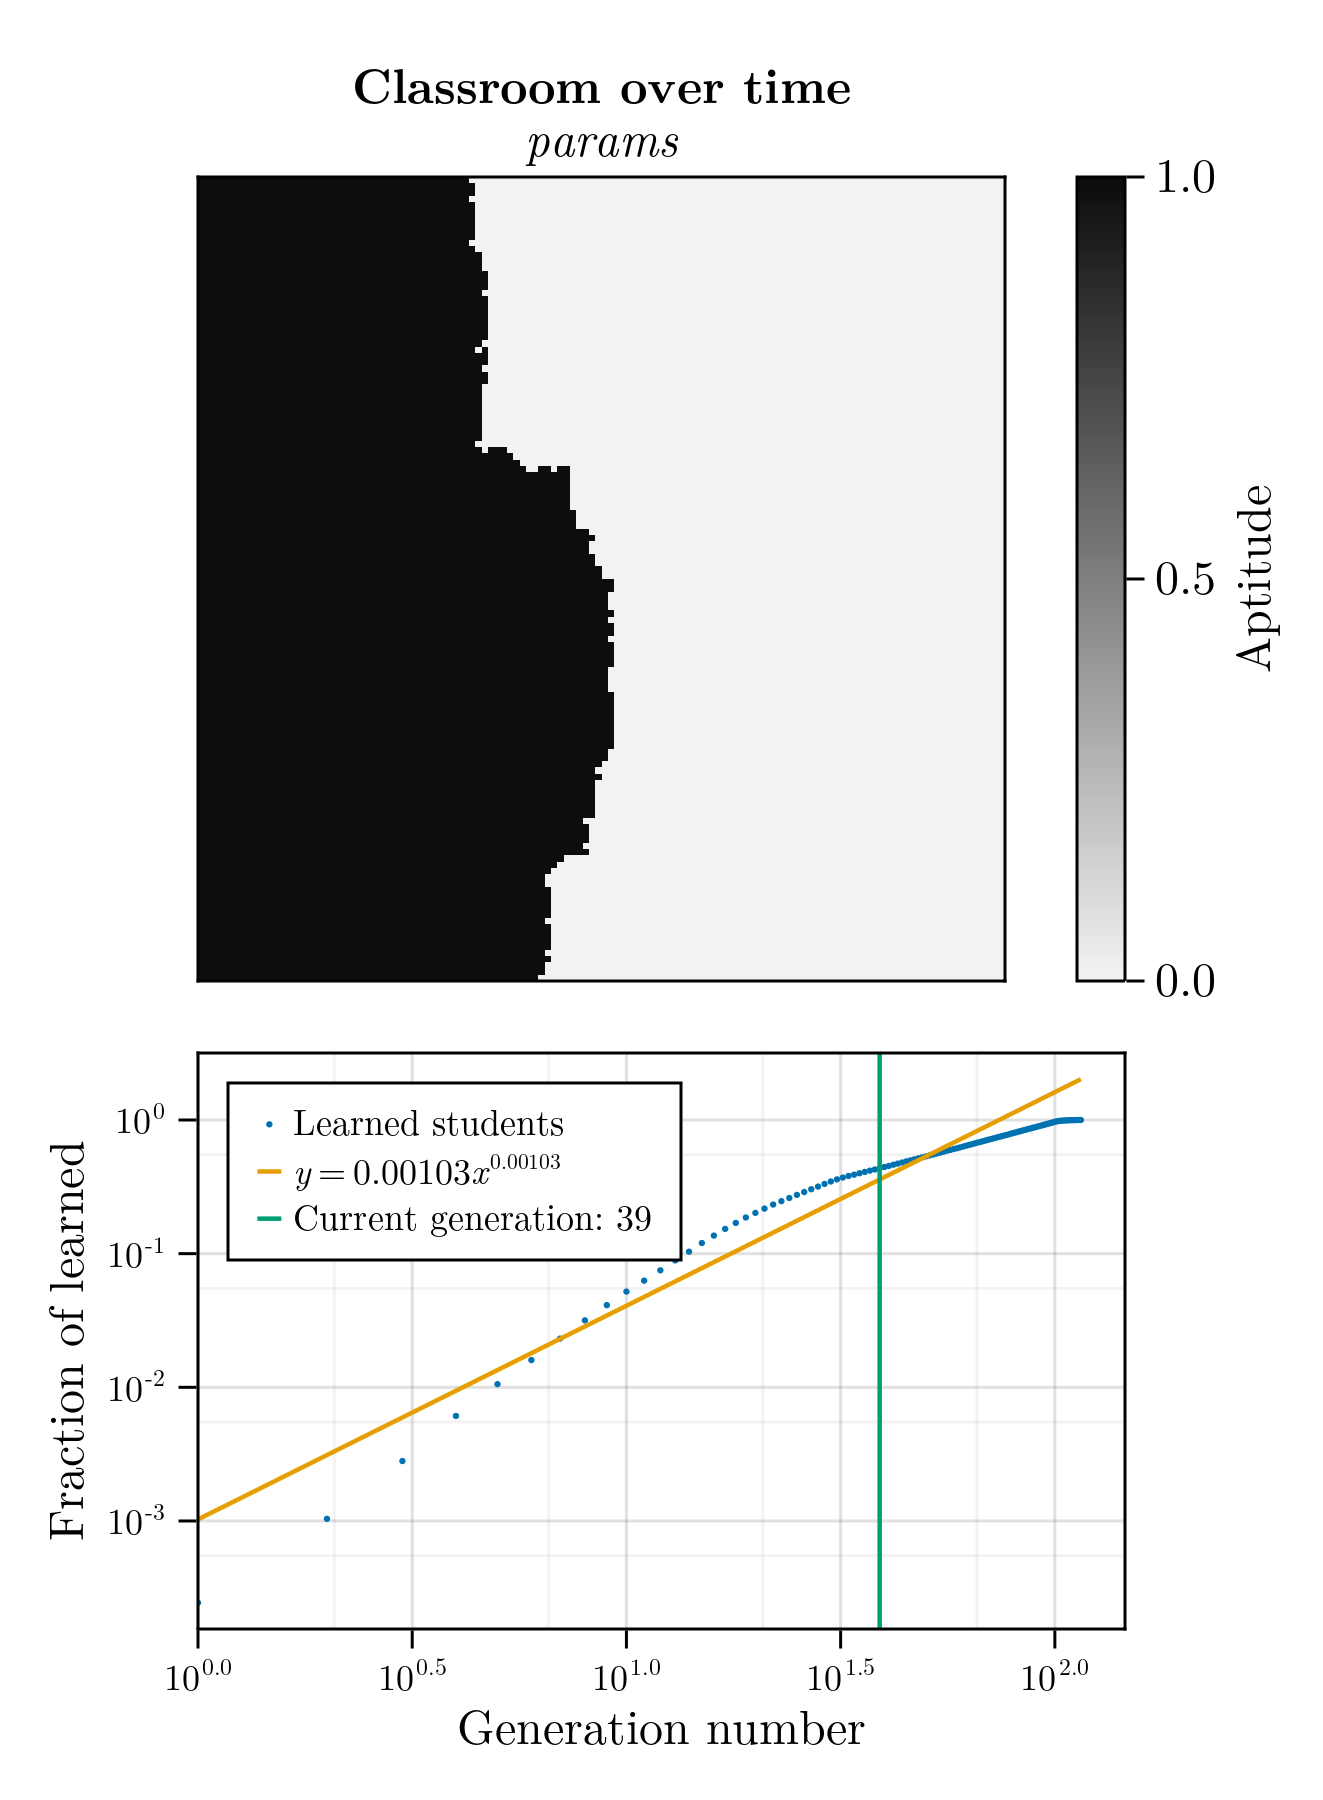 Classroom over time
params
1.0
0.5
0.0
Aptitude
10^0
10^-1
10^-2
10^-3
Fraction of learned
Learned students
y = 0.00103x^0.00103
Current generation: 39
10^0.0 10^0.5 10^1.0 10^1.5 10^2.0
Generation number